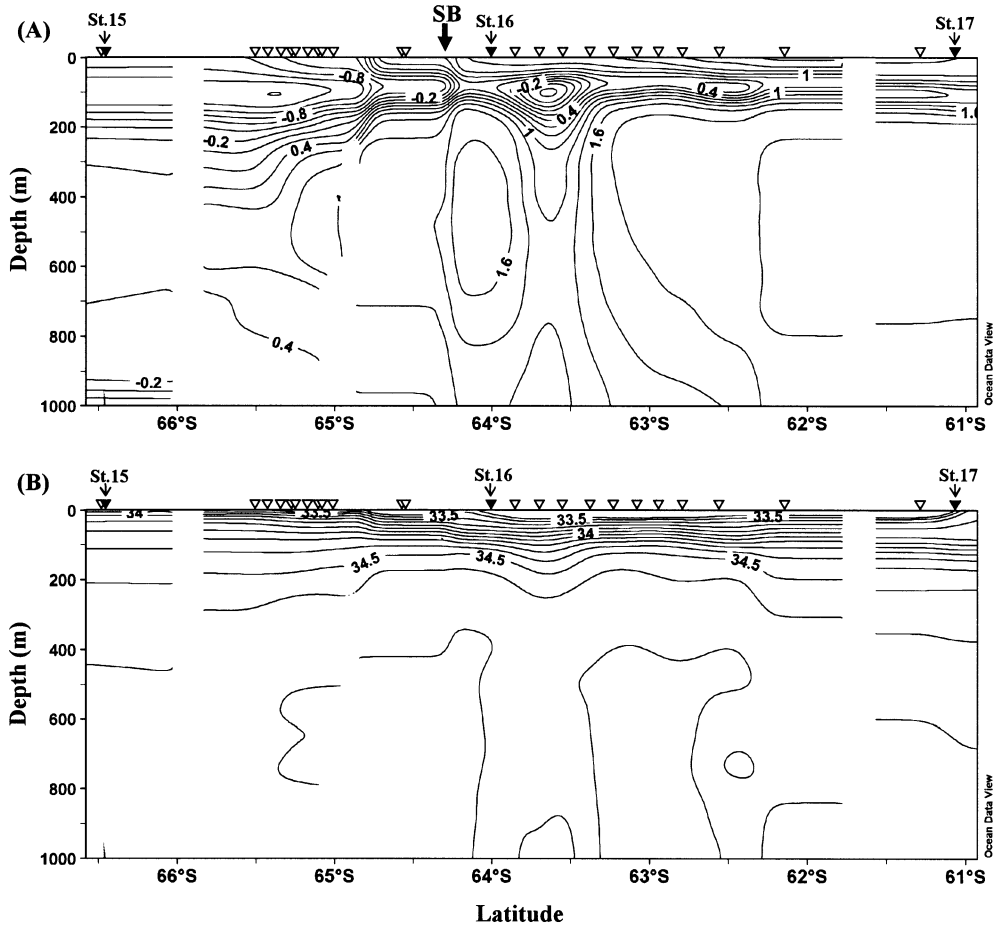 (A)
St.15
SB
St.16
St.17
0
200
400
600
800
1000
Depth (m)
-0.8
-0.8
-0.2
-0.2
0.4
-0.2
0.4
1
1.6
0.4
1
1
1.6
1.6
0.4
-0.2
66°S
65°S
64°S
63°S
62°S
61°S
Ocean Data View
(B)
St.15
St.16
St.17
0
200
400
600
800
1000
Depth (m)
34
33.5
33.5
33.5
33.5
34
34.5
34.5
34.5
66°S
65°S
64°S
63°S
62°S
61°S
Ocean Data View
Latitude